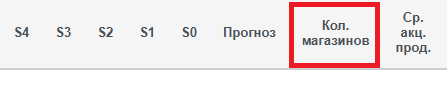 S4 S3 S2 S1 S0 Прогноз Кол. магазинов Ср. акц. прод.